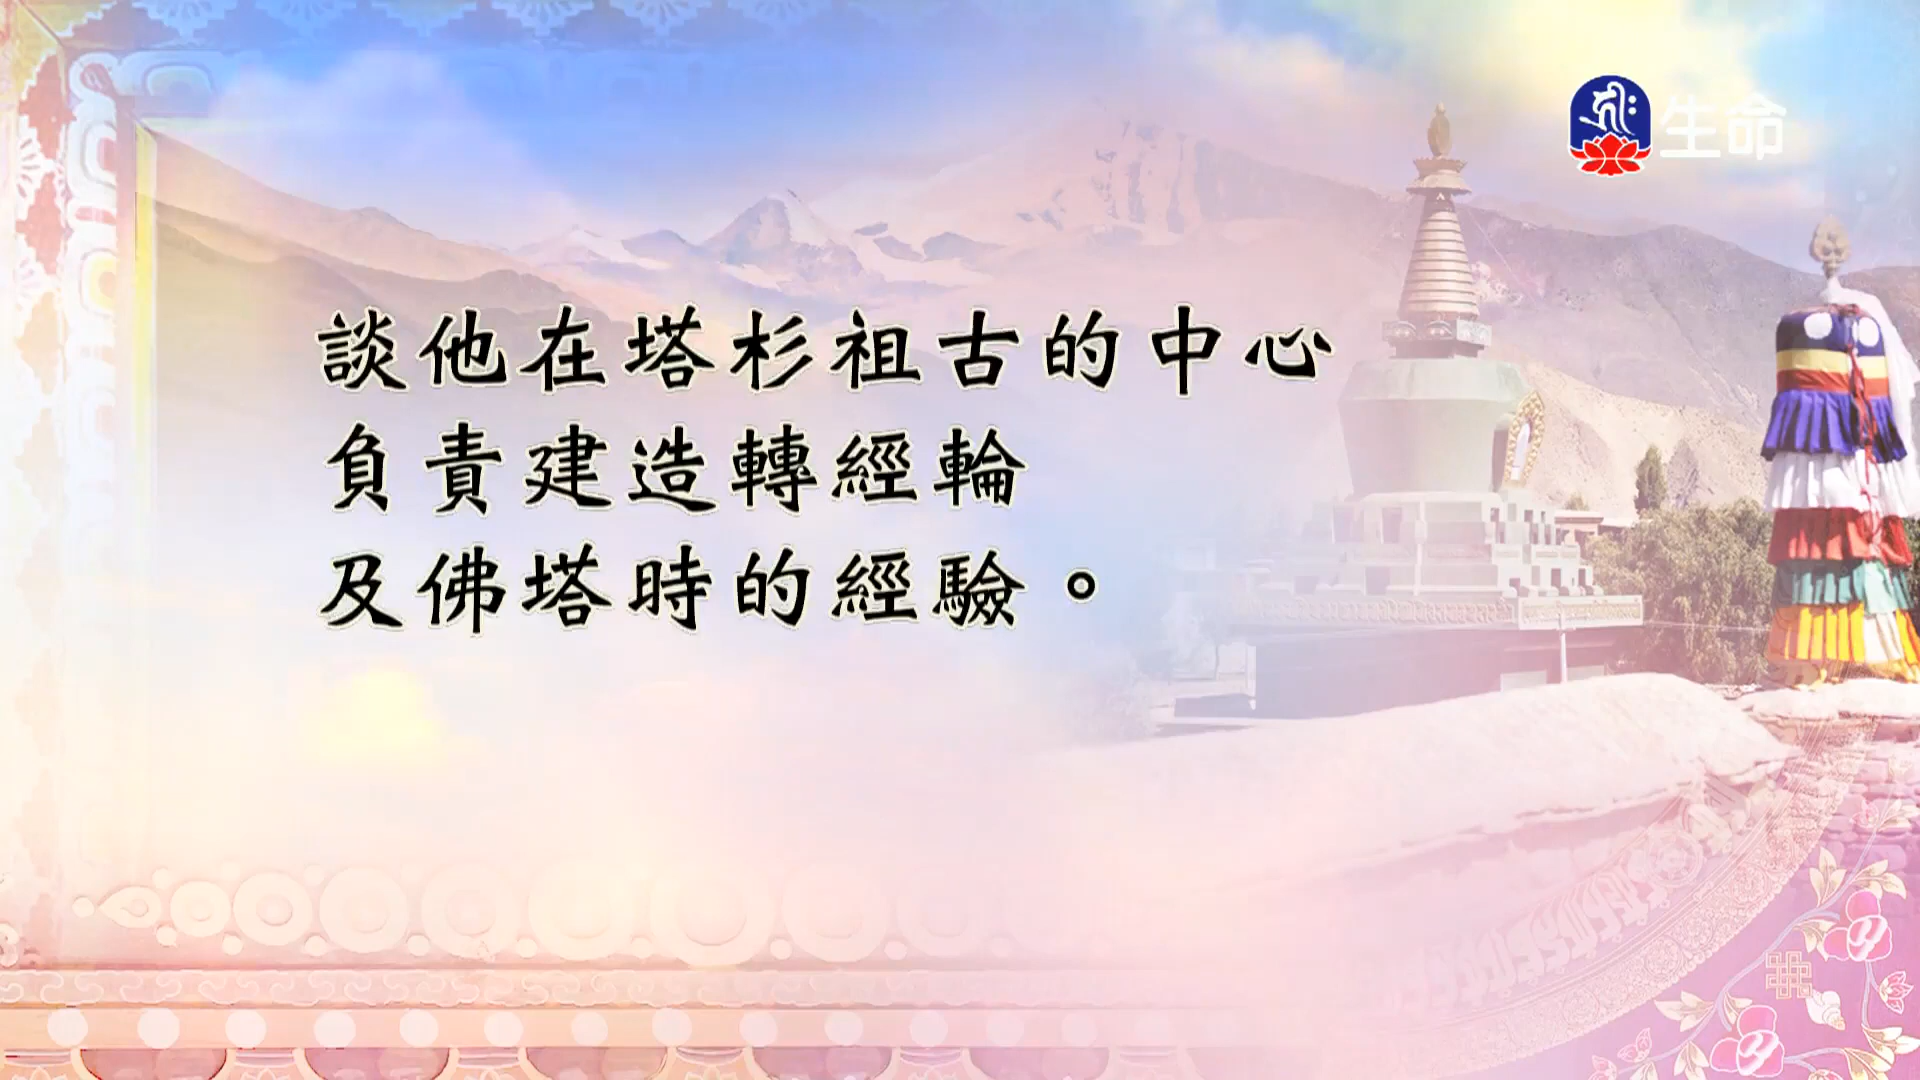 生命
談他在塔杉祖古的中心
負責建造轉經輪
及佛塔時的經驗。